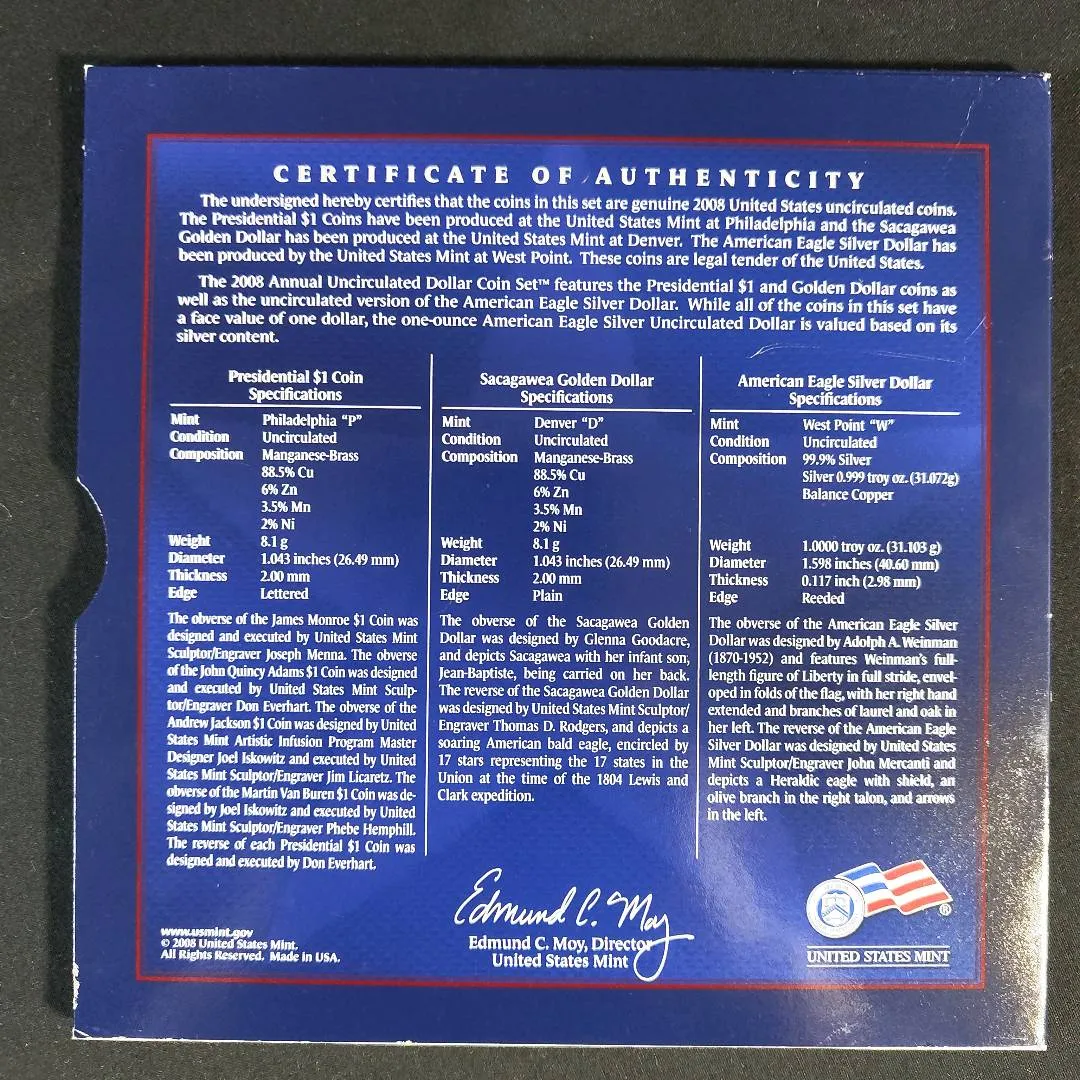 CERTIFICATE OF AUTHENTICITY
The undersigned hereby certifies that the coins in this set are genuine 2008 United States uncirculated coins.
The Presidential $1 Coins have been produced at the United States Mint at Philadelphia and the Sacagawea
Golden Dollar has been produced at the United States Mint at Denver. The American Eagle Silver Dollar has
been produced by the United States Mint at West Point. These coins are legal tender of the United States.
The 2008 Annual Uncirculated Dollar Coin Set™ features the Presidential $1 and Golden Dollar coins as
well as the uncirculated version of the American Eagle Silver Dollar. While all of the coins in this set have
a face value of one dollar, the one-ounce American Eagle Silver Uncirculated Dollar is valued based on its
silver content.
Presidential $1 Coin
Specifications
Mint Philadelphia “P”
Condition Uncirculated
Composition Manganese-Brass
88.5% Cu
6% Zn
3.5% Mn
2% Ni
Weight 8.1 g
Diameter 1.043 inches (26.49 mm)
Thickness 2.00 mm
Edge Lettered
The obverse of the James Monroe $1 Coin was
designed and executed by United States Mint
Sculptor/Engraver Joseph Menna. The obverse
of the John Quincy Adams $1 Coin was designed
and executed by United States Mint Sculp-
tor/Engraver Don Everhart. The obverse of the
Andrew Jackson $1 Coin was designed by United
States Mint Artistic Infusion Program Master
Designer Joel Iskowitz and executed by United
States Mint Sculptor/Engraver Jim Licaretz. The
obverse of the Martin Van Buren $1 Coin was de-
signed by Joel Iskowitz and executed by United
States Mint Sculptor/Engraver Phebe Hemphill.
The reverse of each Presidential $1 Coin was
designed and executed by Don Everhart.
Sacagawea Golden Dollar
Specifications
Mint Denver “D”
Condition Uncirculated
Composition Manganese-Brass
88.5% Cu
6% Zn
3.5% Mn
2% Ni
Weight 8.1 g
Diameter 1.043 inches (26.49 mm)
Thickness 2.00 mm
Edge Plain
The obverse of the Sacagawea Golden
Dollar was designed by Glenna Goodacre,
and depicts Sacagawea with her infant son,
Jean-Baptiste, being carried on her back.
The reverse of the Sacagawea Golden Dollar
was designed by United States Mint Sculptor/
Engraver Thomas D. Rodgers, and depicts a
soaring American bald eagle, encircled by
17 stars representing the 17 states in the
Union at the time of the 1804 Lewis and
Clark expedition.
American Eagle Silver Dollar
Specifications
Mint West Point “W”
Condition Uncirculated
Composition 99.9% Silver
Silver 0.999 troy oz. (31.072g)
Balance Copper
Weight 1.0000 troy oz. (31.103 g)
Diameter 1.598 inches (40.60 mm)
Thickness 0.117 inch (2.98 mm)
Edge Reeded
The obverse of the American Eagle Silver
Dollar was designed by Adolph A. Weinman
(1870-1952) and features Weinman's full-
length figure of Liberty in full stride, envel-
oped in folds of the flag, with her right hand
extended and branches of laurel and oak in
her left. The reverse of the American Eagle
Silver Dollar was designed by United States
Mint Sculptor/Engraver John Mercanti and
depicts a Heraldic eagle with shield, an
olive branch in the right talon, and arrows
in the left.
Edmund C. Moy
Edmund C. Moy, Director
United States Mint
www.usmint.gov
© 2008 United States Mint.
All Rights Reserved. Made in USA.
®
UNITED STATES MINT